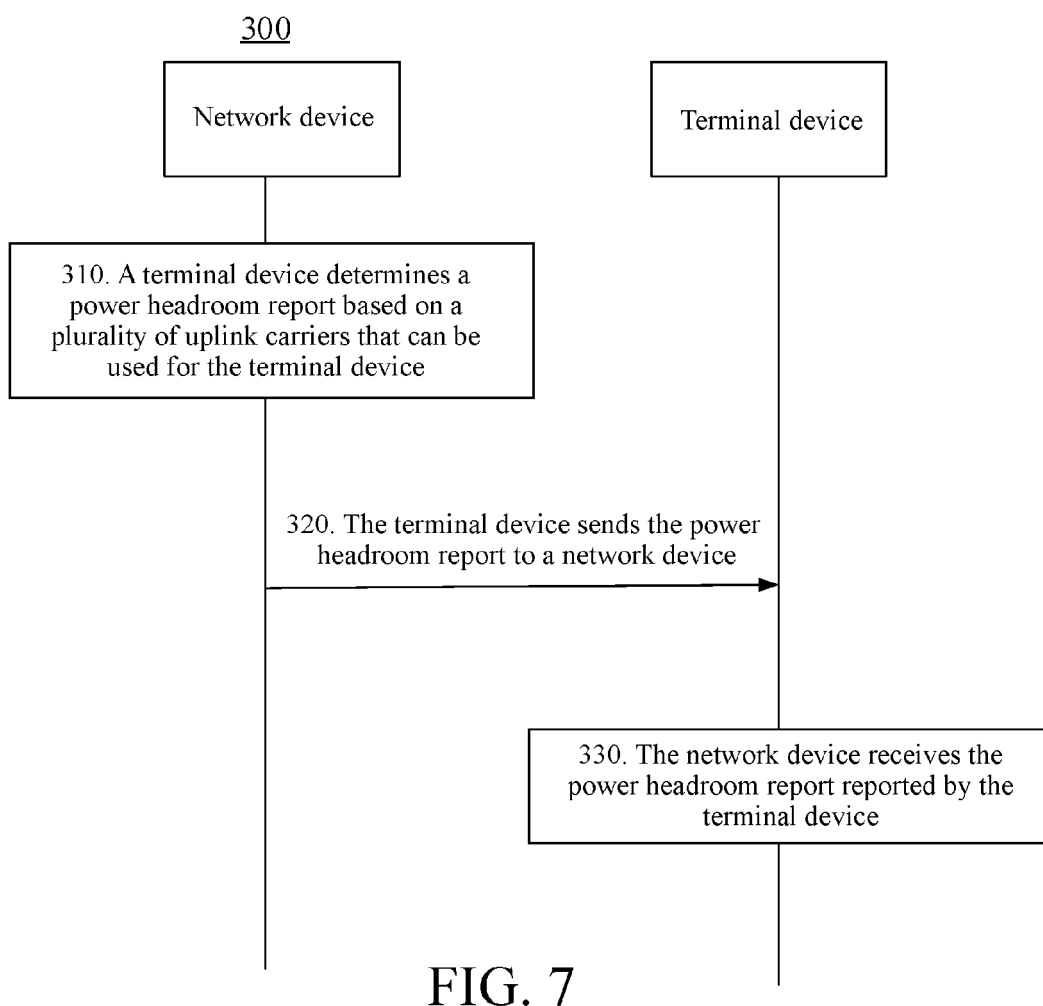 300
Network device
Terminal device
310. A terminal device determines a
power headroom report based on a
plurality of uplink carriers that can be
used for the terminal device
320. The terminal device sends the power
headroom report to a network device
330. The network device receives the
power headroom report reported by the
terminal device
FIG. 7